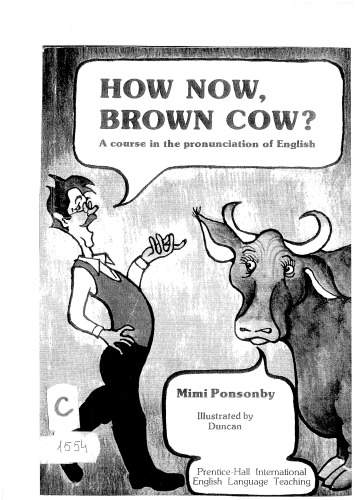 HOW NOW,
BROWN COW?
A course in the pronunciation of English
Mimi Ponsonby
Illustrated by
Duncan
C
1554
Prentice-Hall International
English Language Teaching